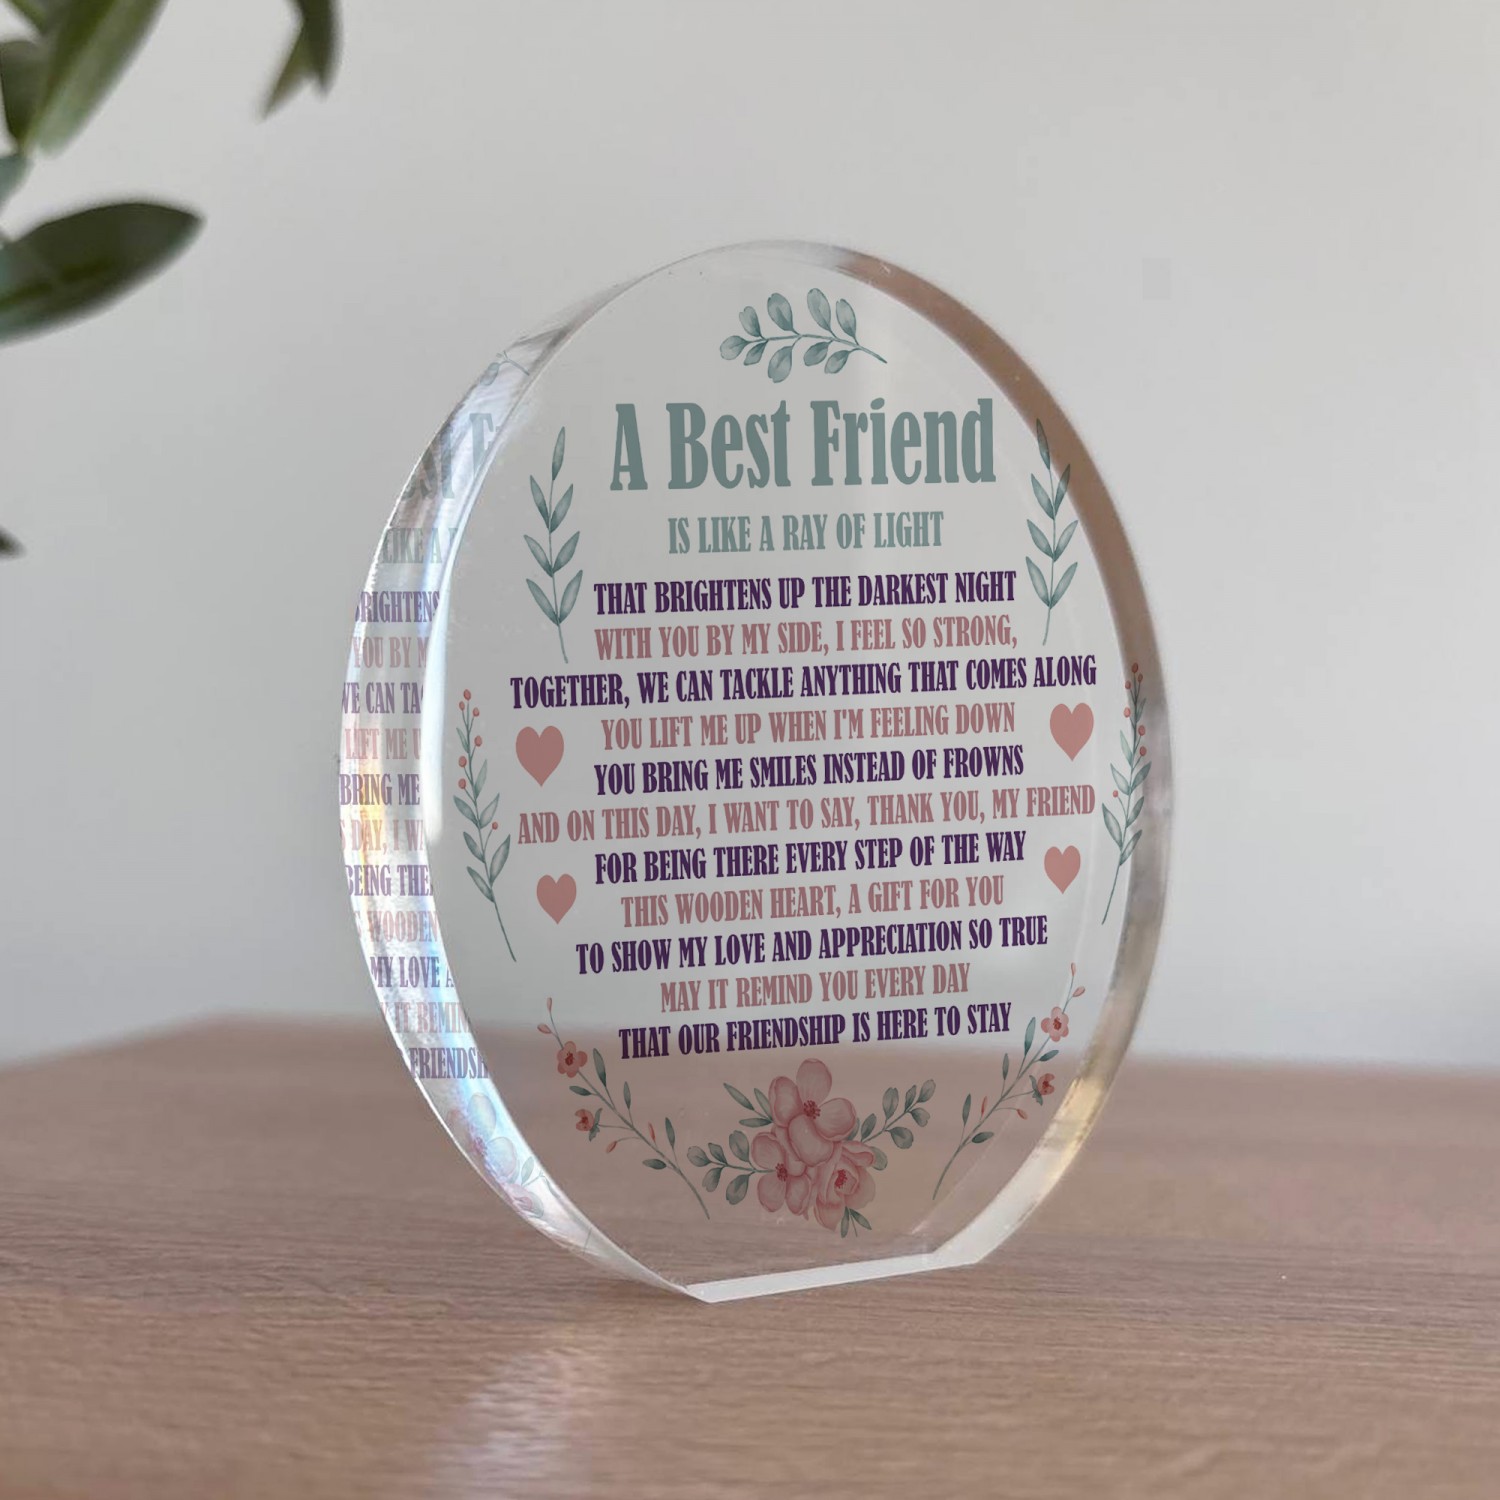 A Best Friend
IS LIKE A RAY OF LIGHT
THAT BRIGHTENS UP THE DARKEST NIGHT
WITH YOU BY MY SIDE, I FEEL SO STRONG,
TOGETHER, WE CAN TACKLE ANYTHING THAT COMES ALONG
YOU LIFT ME UP WHEN I'M FEELING DOWN
YOU BRING ME SMILES INSTEAD OF FROWNS
AND ON THIS DAY, I WANT TO SAY, THANK YOU, MY FRIEND
FOR BEING THERE EVERY STEP OF THE WAY
THIS WOODEN HEART, A GIFT FOR YOU
TO SHOW MY LOVE AND APPRECIATION SO TRUE
MAY IT REMIND YOU EVERY DAY
THAT OUR FRIENDSHIP IS HERE TO STAY